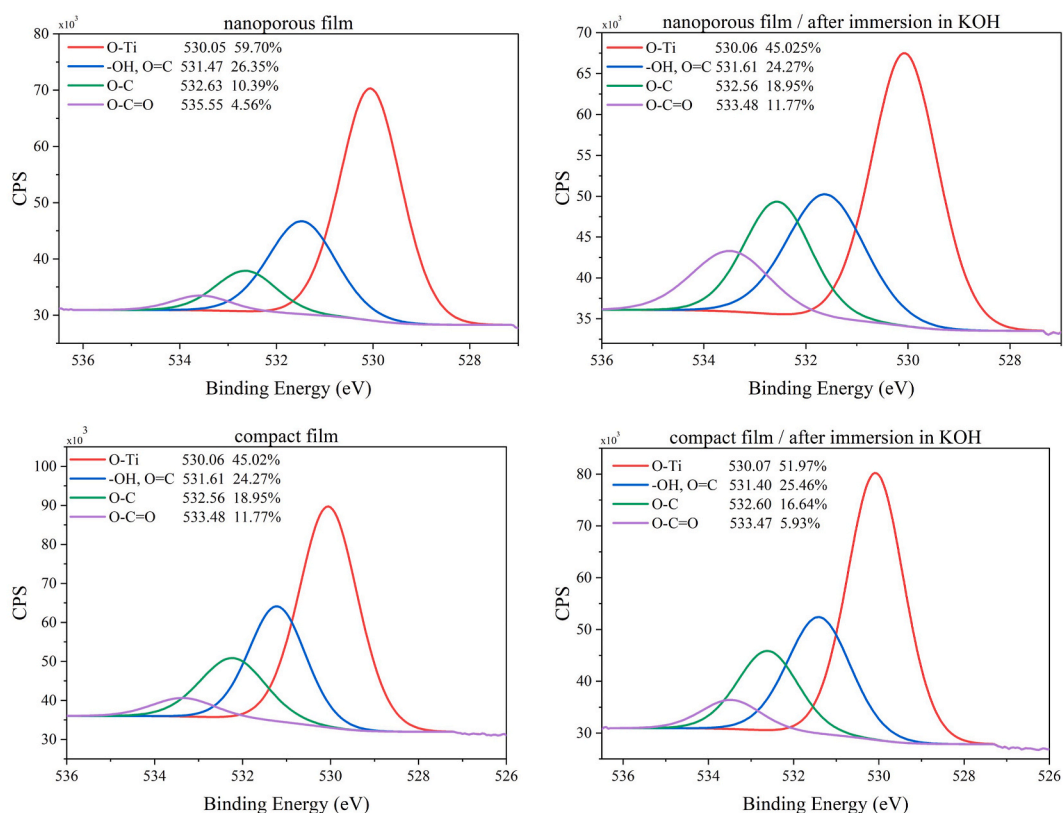 nanoporous film
x10³
80
70
60
50
40
30
CPS
O-Ti 530.05 59.70%
-OH, O=C 531.47 26.35%
O-C 532.63 10.39%
O-C=O 535.55 4.56%
536 534 532 530 528
Binding Energy (eV)
nanoporous film / after immersion in KOH
x10³
70
65
60
55
50
45
40
35
CPS
O-Ti 530.06 45.025%
-OH, O=C 531.61 24.27%
O-C 532.56 18.95%
O-C=O 533.48 11.77%
536 534 532 530 528
Binding Energy (eV)
compact film
x10³
100
90
80
70
60
50
40
30
CPS
O-Ti 530.06 45.02%
-OH, O=C 531.61 24.27%
O-C 532.56 18.95%
O-C=O 533.48 11.77%
536 534 532 530 528 526
Binding Energy (eV)
compact film / after immersion in KOH
x10³
80
70
60
50
40
30
CPS
O-Ti 530.07 51.97%
-OH, O=C 531.40 25.46%
O-C 532.60 16.64%
O-C=O 533.47 5.93%
536 534 532 530 528 526
Binding Energy (eV)